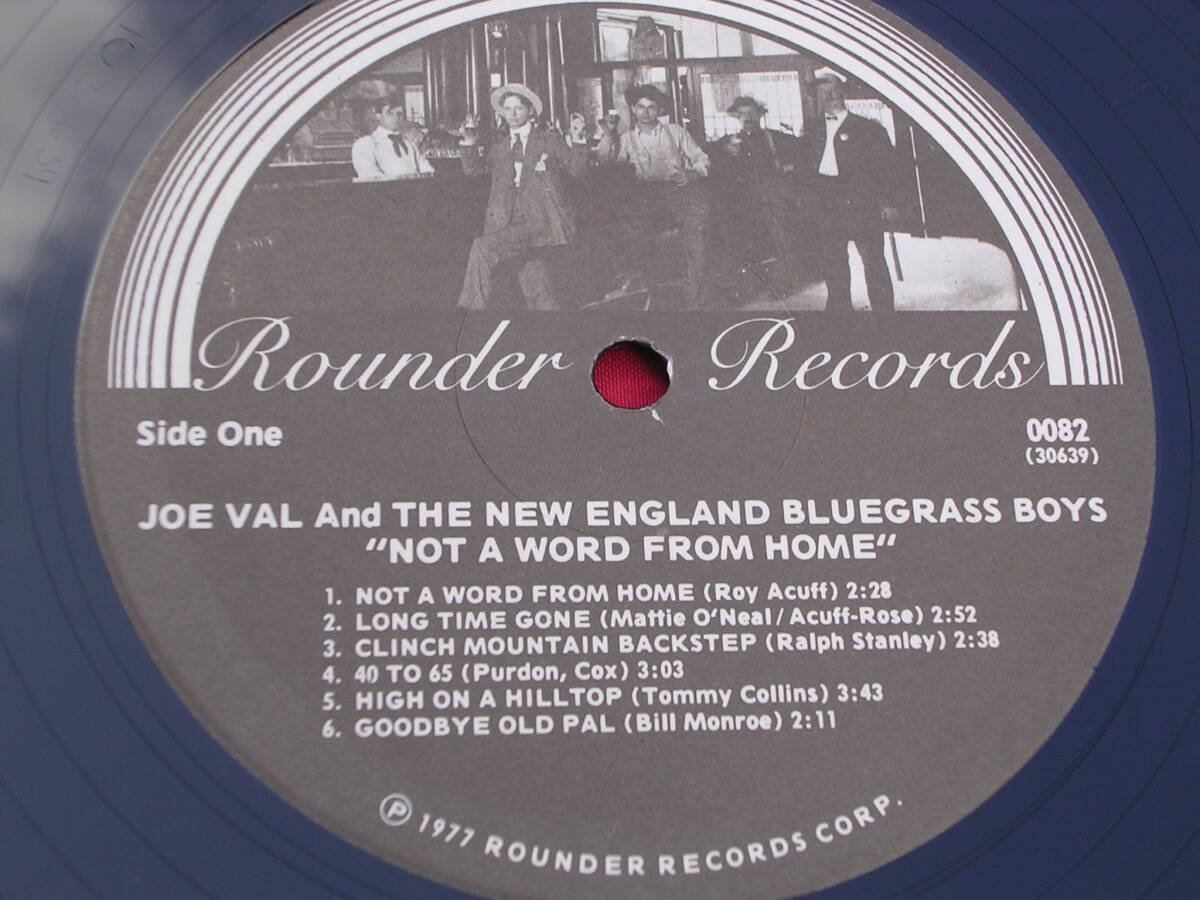 Rounder Records
Side One
0082
(30639)
JOE VAL And THE NEW ENGLAND BLUEGRASS BOYS
"NOT A WORD FROM HOME"
1. NOT A WORD FROM HOME (Roy Acuff) 2:28
2. LONG TIME GONE (Mattie O'Neal/Acuff-Rose) 2:52
3. CLINCH MOUNTAIN BACKSTEP (Ralph Stanley) 2:38
4. 40 TO 65 (Purdon, Cox) 3:03
5. HIGH ON A HILLTOP (Tommy Collins) 3:43
6. GOODBYE OLD PAL (Bill Monroe) 2:11
℗ 1977 ROUNDER RECORDS CORP.